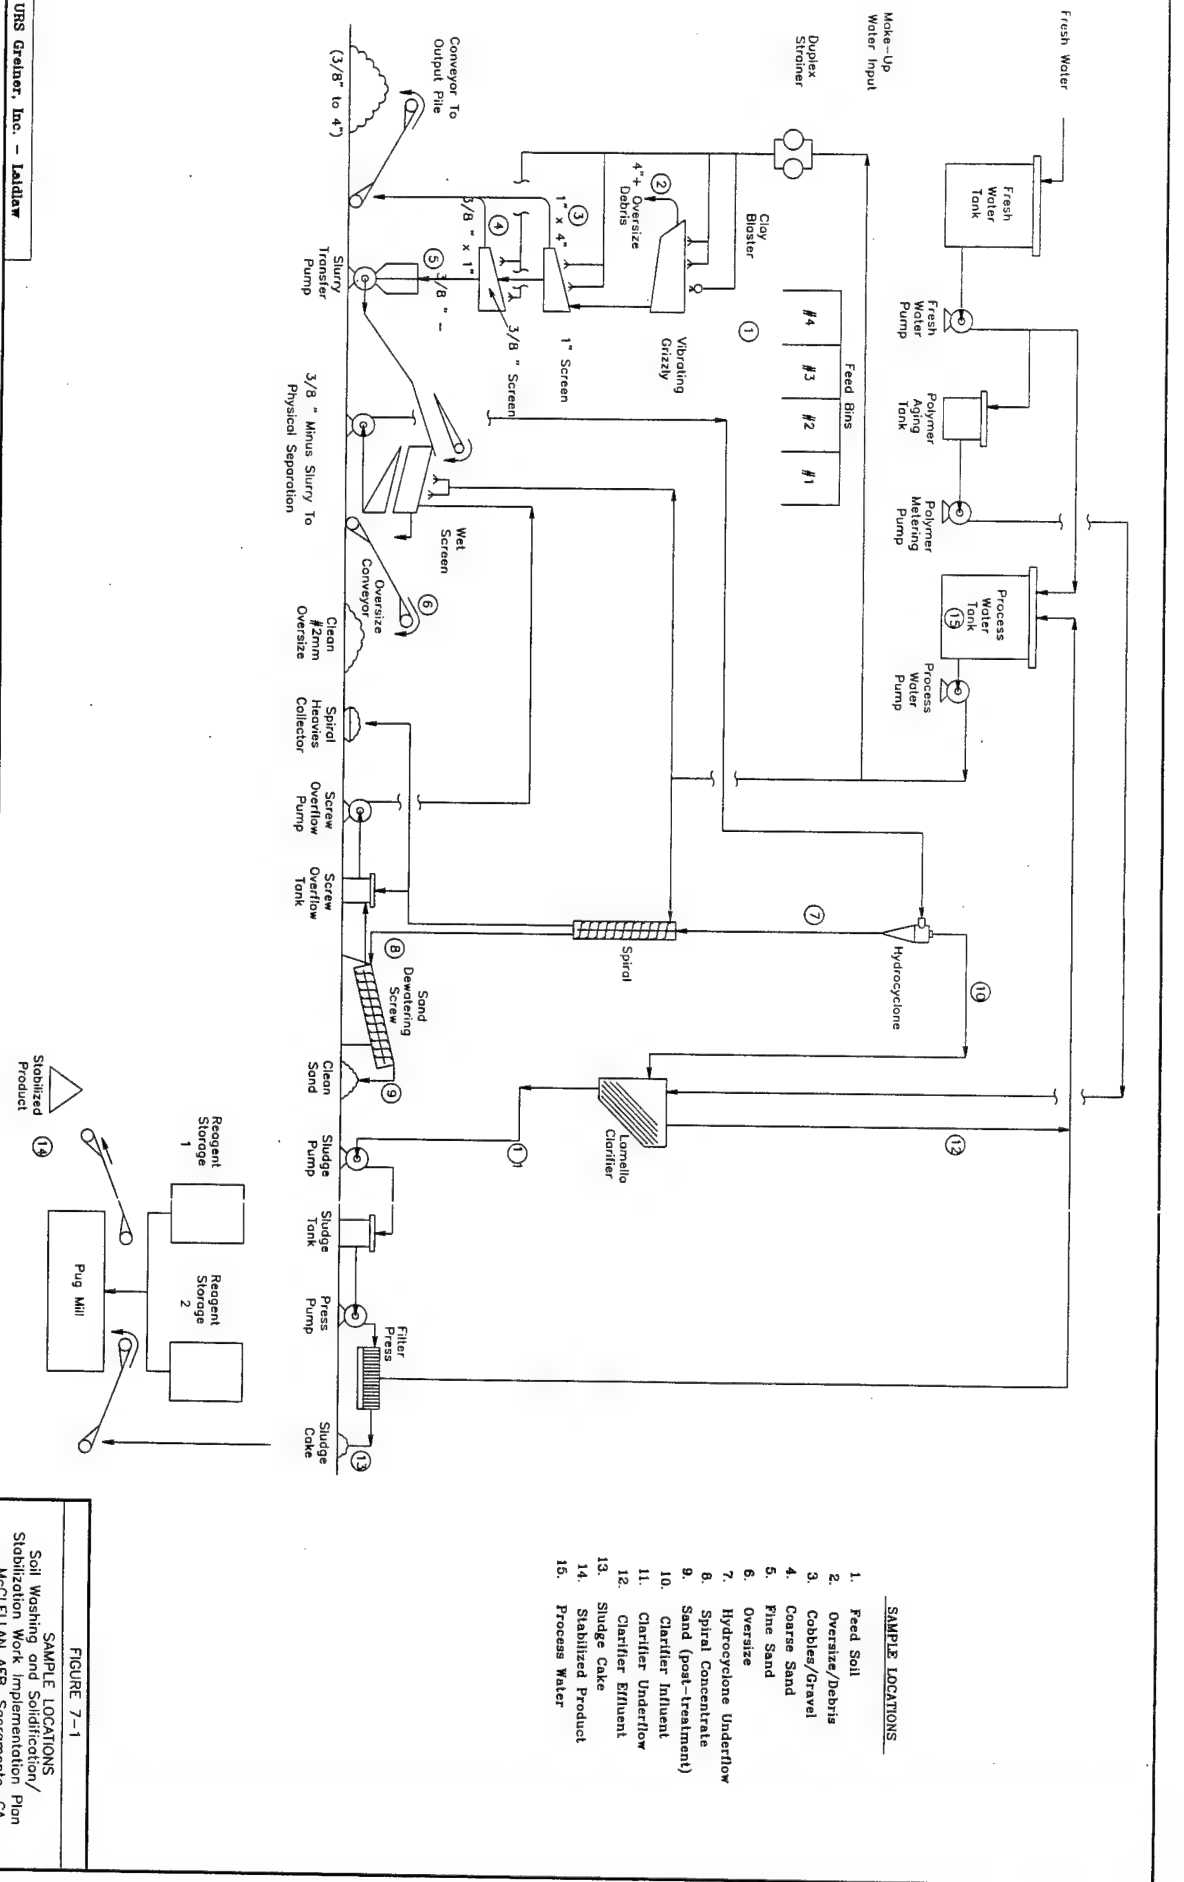 Fresh Water
Fresh
Water
Tank
Fresh
Water
Pump
Polymer
Aging
Tank
Polymer
Metering
Pump
Process
Water
Tank
15
Process
Water
Pump
Make-Up
Water Input
Duplex
Strainer
Feed Bins
#4
#3
#2
#1
1
Clay
Blaster
Vibrating
Grizzly
2
4"+ Oversize
Debris
3
1" x 4"
1" Screen
4
3/8 " x 1"
3/8 " Screen
5
3/8 " -
Conveyor To
Output Pile
(3/8" to 4")
Slurry
Transfer
Pump
3/8 " Minus Slurry To
Physical Separation
Wet
Screen
Oversize
Conveyor
6
Clean
#2mm
Oversize
Spiral
Heavies
Collector
Screw
Overflow
Pump
Screw
Overflow
Tank
Hydrocyclone
7
10
Spiral
8
Sand
Dewatering
Screw
9
Clean
Sand
Lamella
Clarifier
12
11
Sludge
Pump
Sludge
Tank
Press
Pump
Filter
Press
13
Sludge
Cake
Reagent
Storage
1
Reagent
Storage
2
Pug Mill
Stabilized
Product
14
SAMPLE LOCATIONS
1. Feed Soil
2. Oversize/Debris
3. Cobbles/Gravel
4. Coarse Sand
5. Fine Sand
6. Oversize
7. Hydrocyclone Underflow
8. Spiral Concentrate
9. Sand (post-treatment)
10. Clarifier Influent
11. Clarifier Underflow
12. Clarifier Effluent
13. Sludge Cake
14. Stabilized Product
15. Process Water
URS Greiner, Inc. - Laidlaw
FIGURE 7-1
SAMPLE LOCATIONS
Soil Washing and Solidification/
Stabilization Work Implementation Plan
McCLELLAN AFB, Sacramento, CA